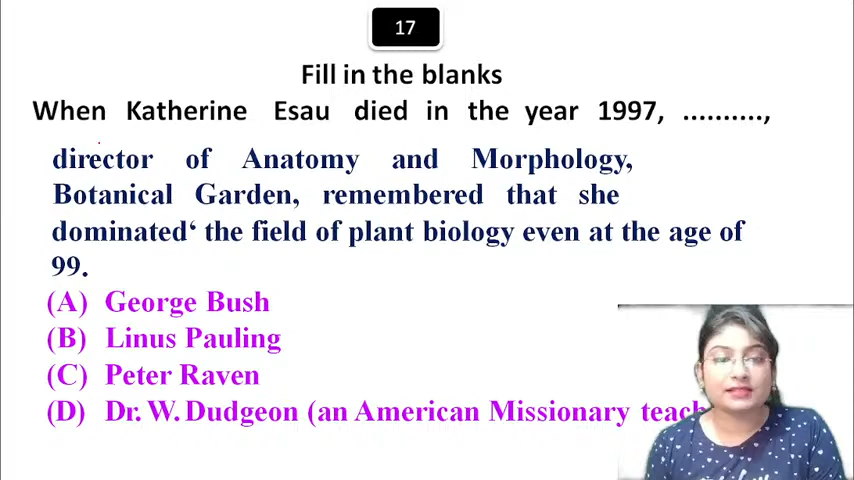 17
Fill in the blanks
When Katherine Esau died in the year 1997, ..........,
director of Anatomy and Morphology,
Botanical Garden, remembered that she
dominated‘ the field of plant biology even at the age of
99.
(A) George Bush
(B) Linus Pauling
(C) Peter Raven
(D) Dr. W. Dudgeon (an American Missionary